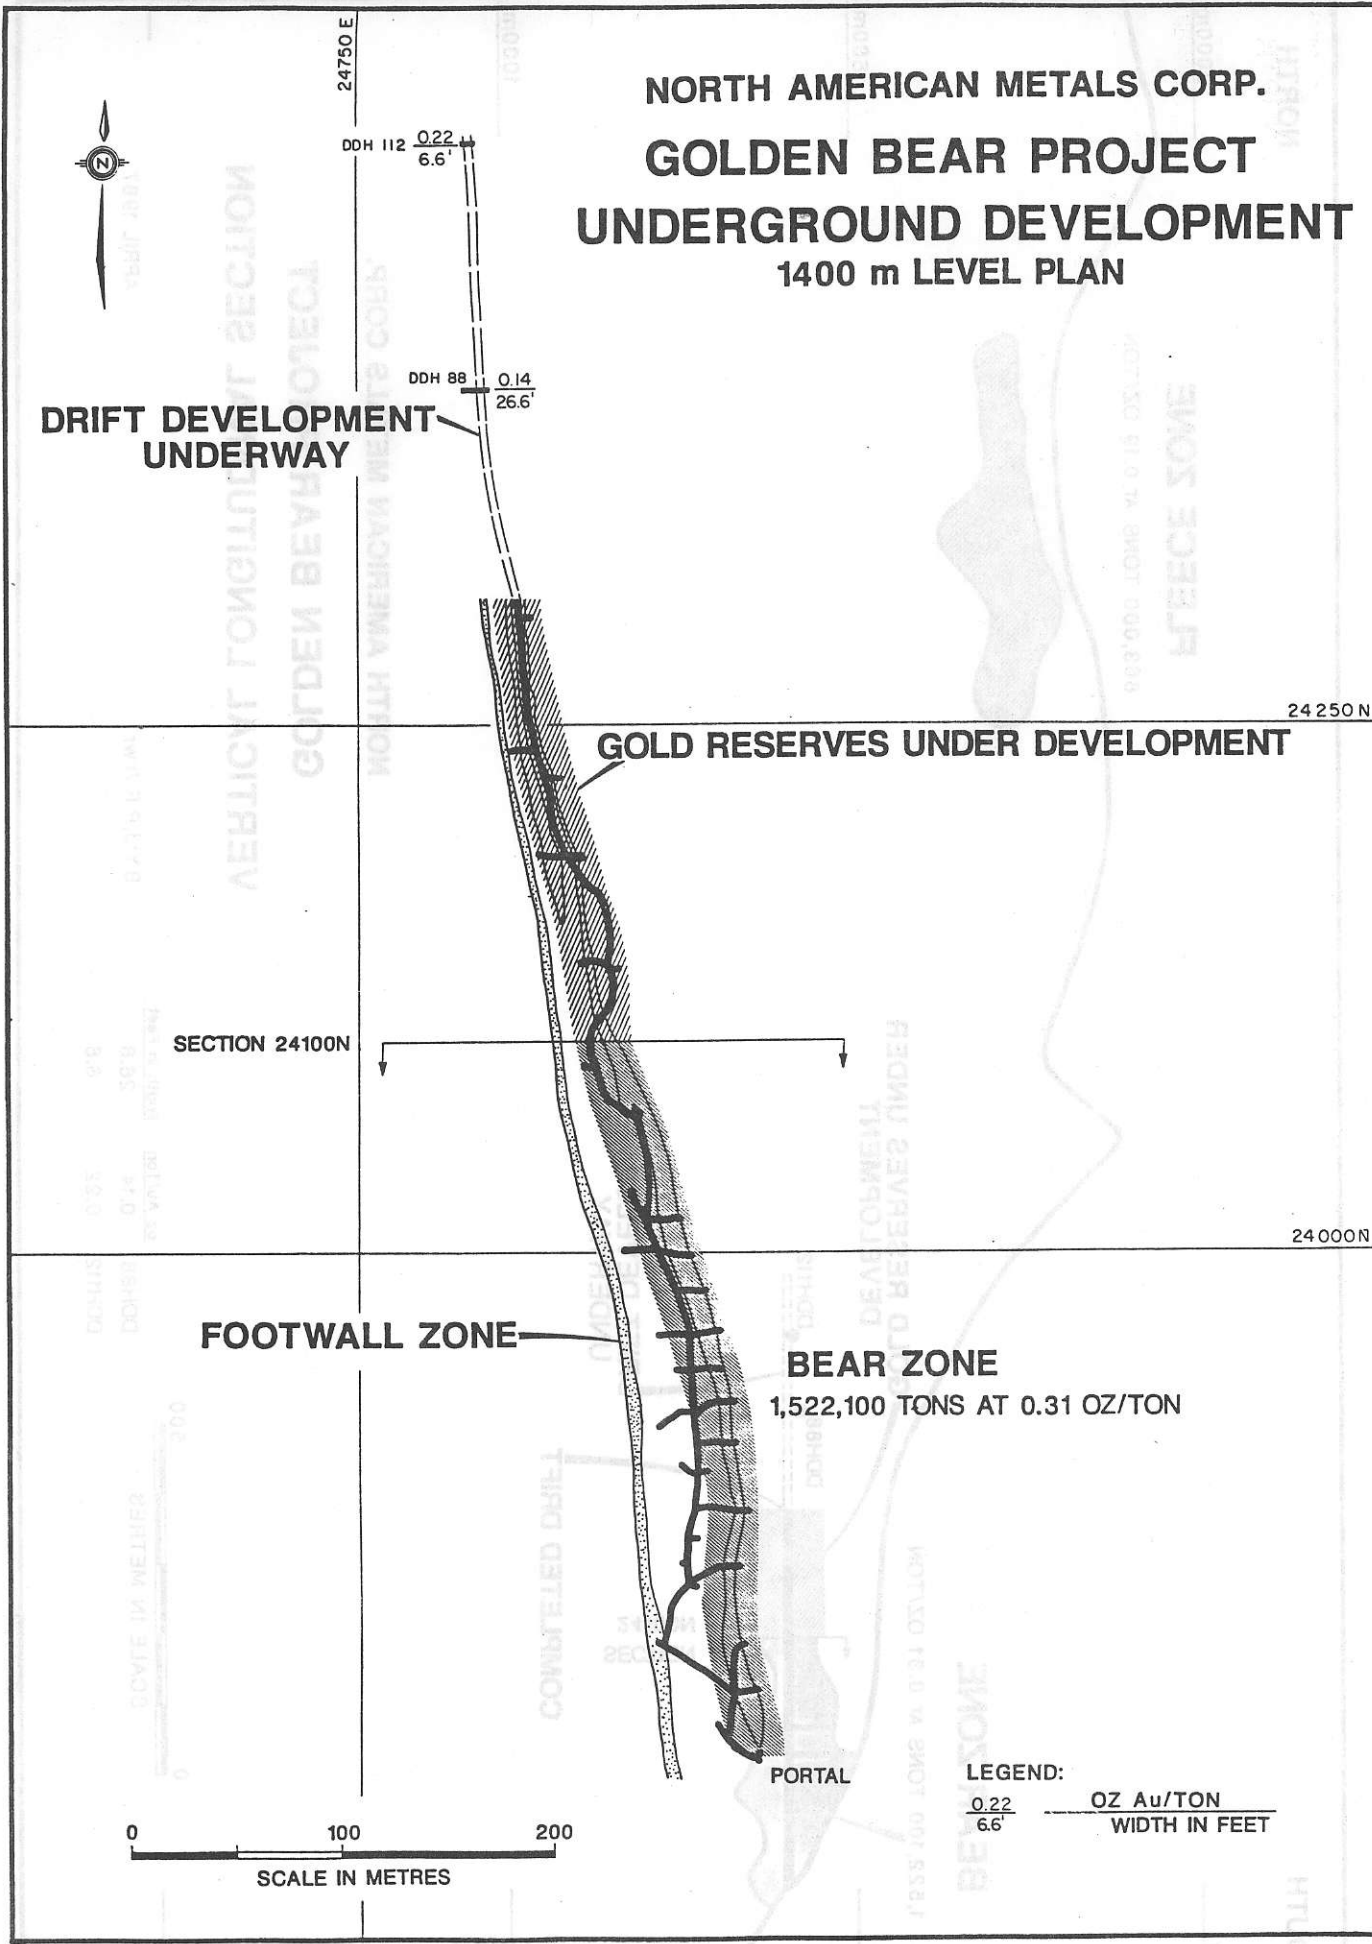 24750 E
NORTH AMERICAN METALS CORP.
GOLDEN BEAR PROJECT
UNDERGROUND DEVELOPMENT
1400 m LEVEL PLAN
N
DDH 112 0.22
6.6'
DDH 88 0.14
26.6'
DRIFT DEVELOPMENT
UNDERWAY
24250 N
GOLD RESERVES UNDER DEVELOPMENT
SECTION 24100N
24000N
FOOTWALL ZONE
BEAR ZONE
1,522,100 TONS AT 0.31 OZ/TON
PORTAL
LEGEND:
0.22 OZ Au/TON
6.6' WIDTH IN FEET
0 100 200
SCALE IN METRES